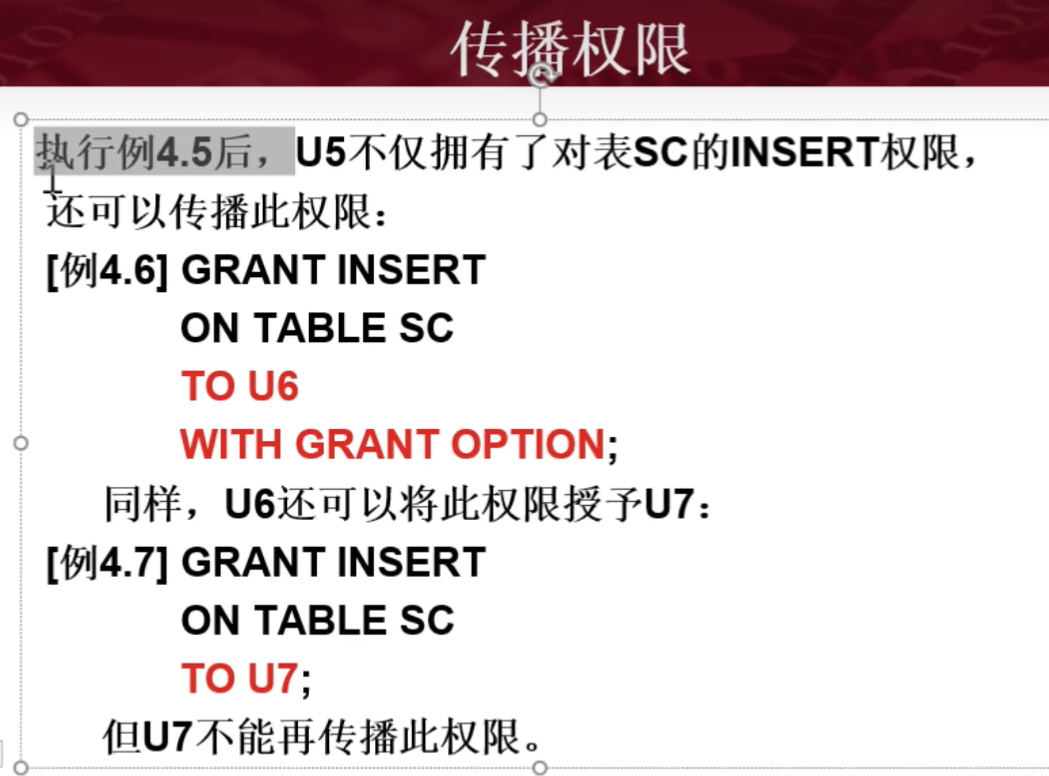 传播权限
执行例4.5后，U5不仅拥有了对表SC的INSERT权限，
还可以传播此权限：
[例4.6] GRANT INSERT
ON TABLE SC
TO U6
WITH GRANT OPTION;
同样，U6还可以将此权限授予U7：
[例4.7] GRANT INSERT
ON TABLE SC
TO U7;
但U7不能再传播此权限。